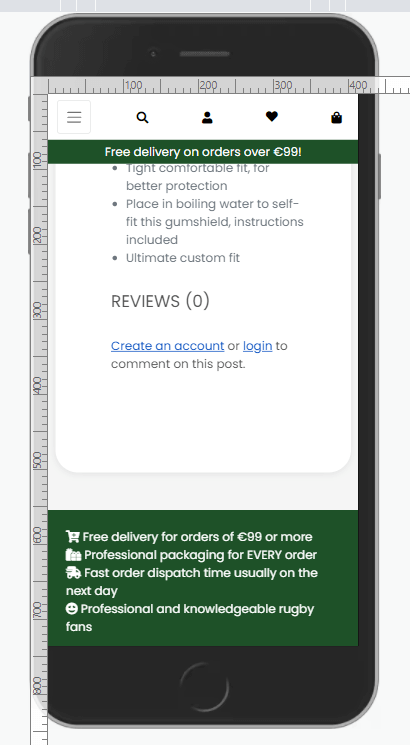 100
200
300
400
Free delivery on orders over €99!
100
Tight comfortable fit, for
better protection
Place in boiling water to self-
fit this gumshield, instructions
included
Ultimate custom fit
200
REVIEWS (0)
300
Create an account or login to
comment on this post.
400
500
600
Free delivery for orders of €99 or more
Professional packaging for EVERY order
Fast order dispatch time usually on the
next day
Professional and knowledgeable rugby
fans
700
800